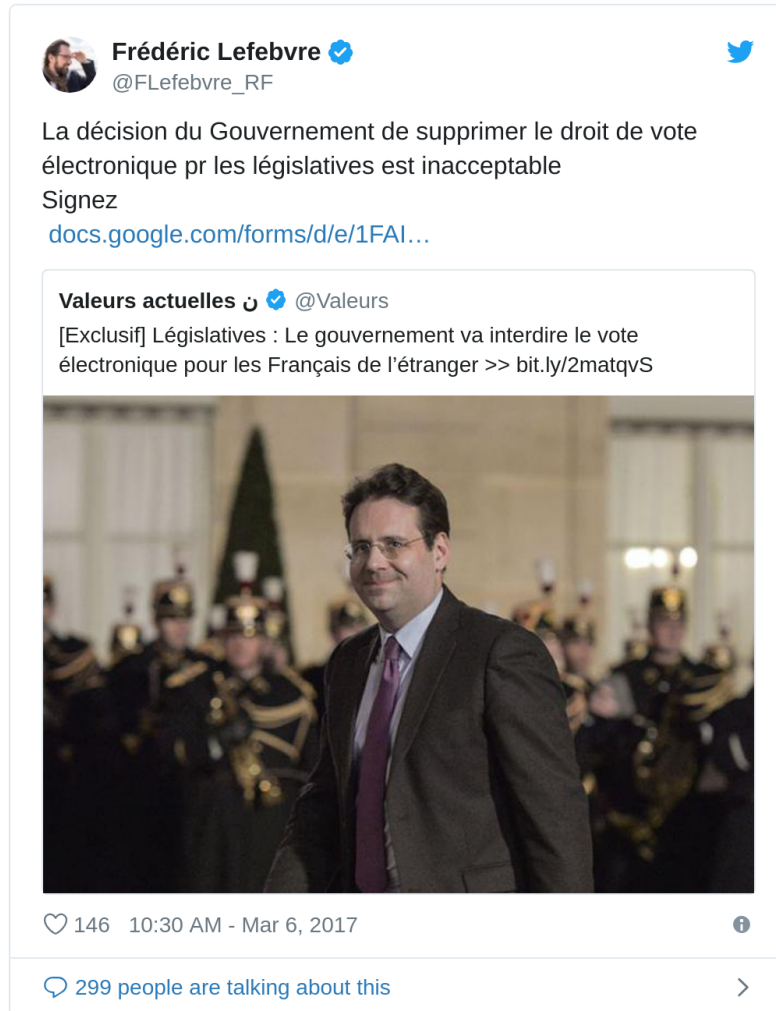 Frédéric Lefebvre
@FLefebvre_RF
La décision du Gouvernement de supprimer le droit de vote
électronique pr les législatives est inacceptable
Signez
docs.google.com/forms/d/e/1FAI…
Valeurs actuelles ن @Valeurs
[Exclusif] Législatives : Le gouvernement va interdire le vote
électronique pour les Français de l’étranger >> bit.ly/2matqvS
146 10:30 AM - Mar 6, 2017
299 people are talking about this